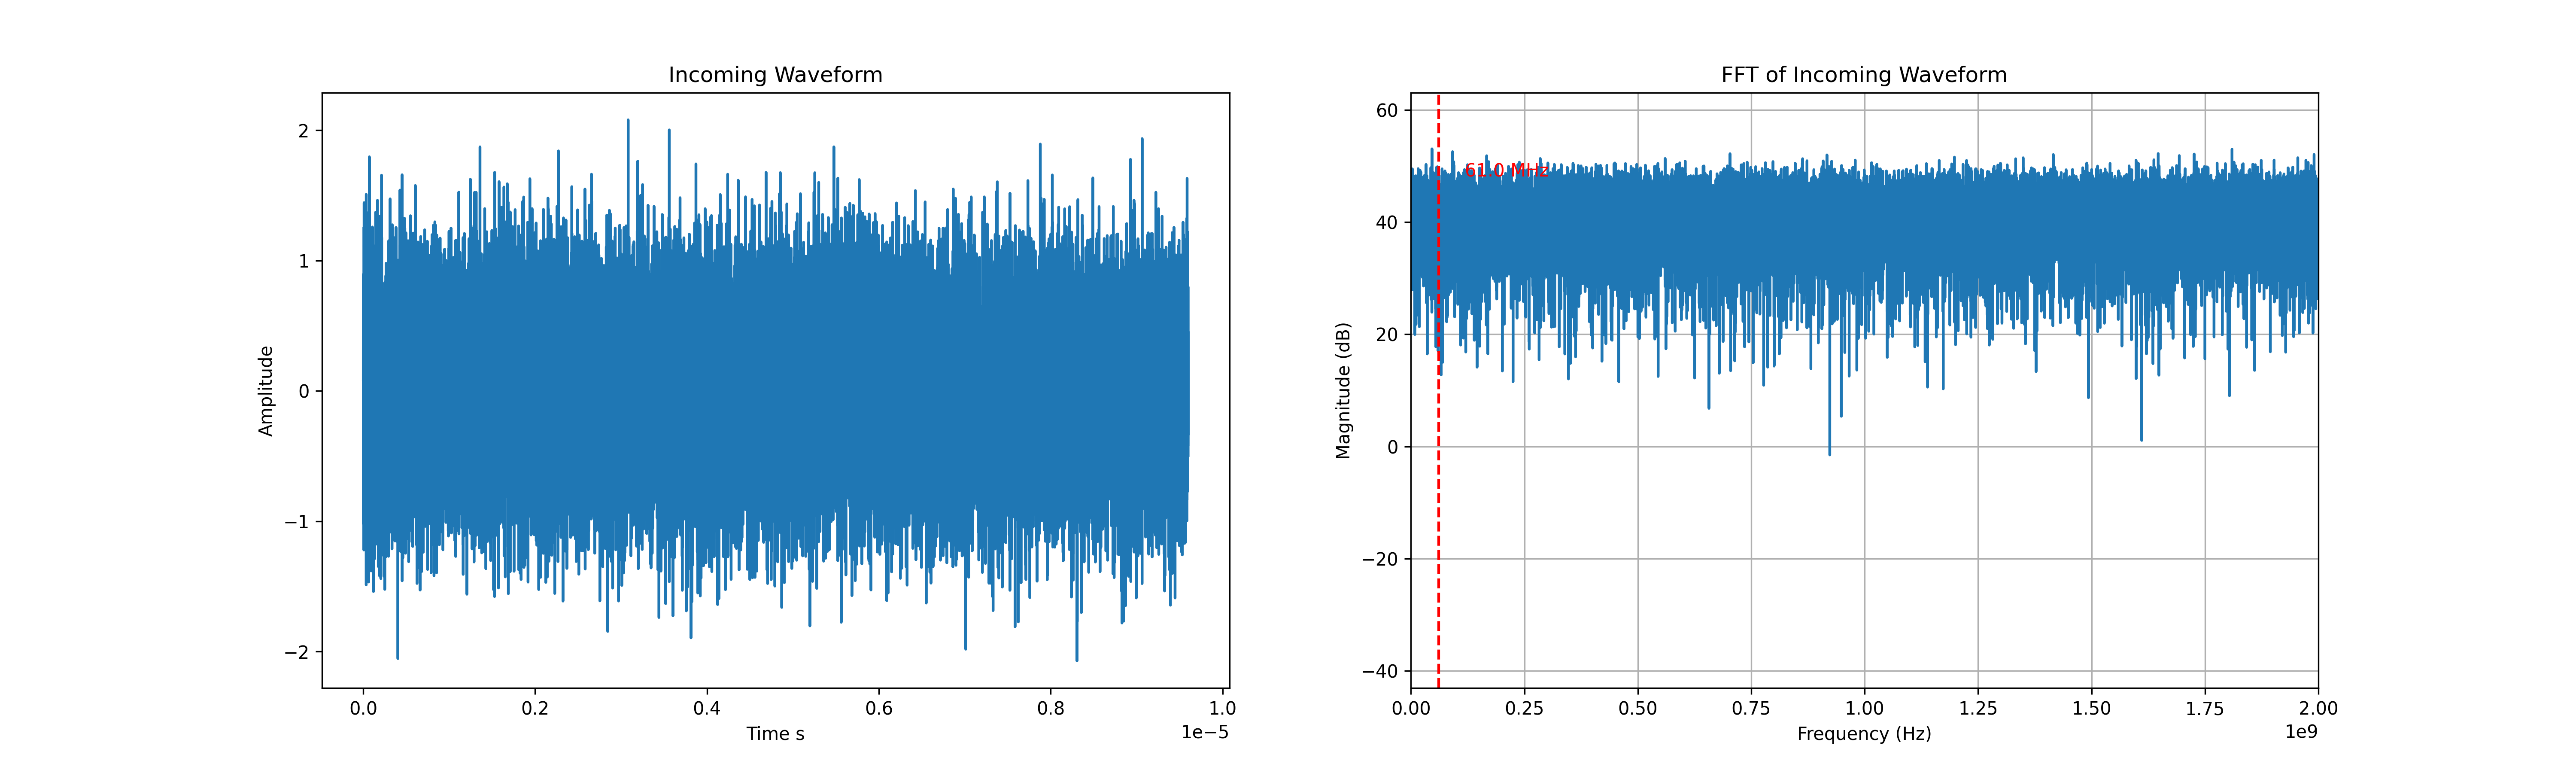 Incoming Waveform
Amplitude
2
1
0
−1
−2
0.0 0.2 0.4 0.6 0.8 1.0
Time s
1e−5
FFT of Incoming Waveform
Magnitude (dB)
60
40
20
0
−20
−40
61.0 MHz
0.00 0.25 0.50 0.75 1.00 1.25 1.50 1.75 2.00
Frequency (Hz)
1e9